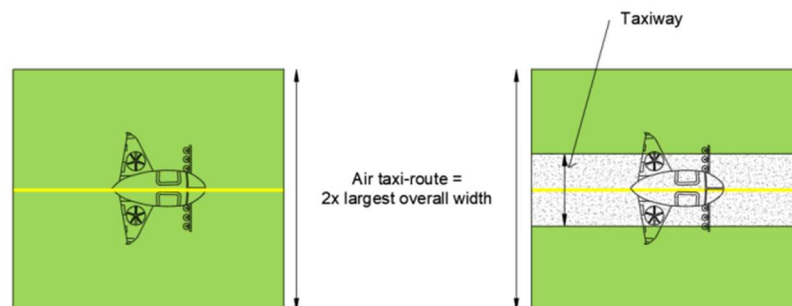 Taxiway
Air taxi-route =
2x largest overall width